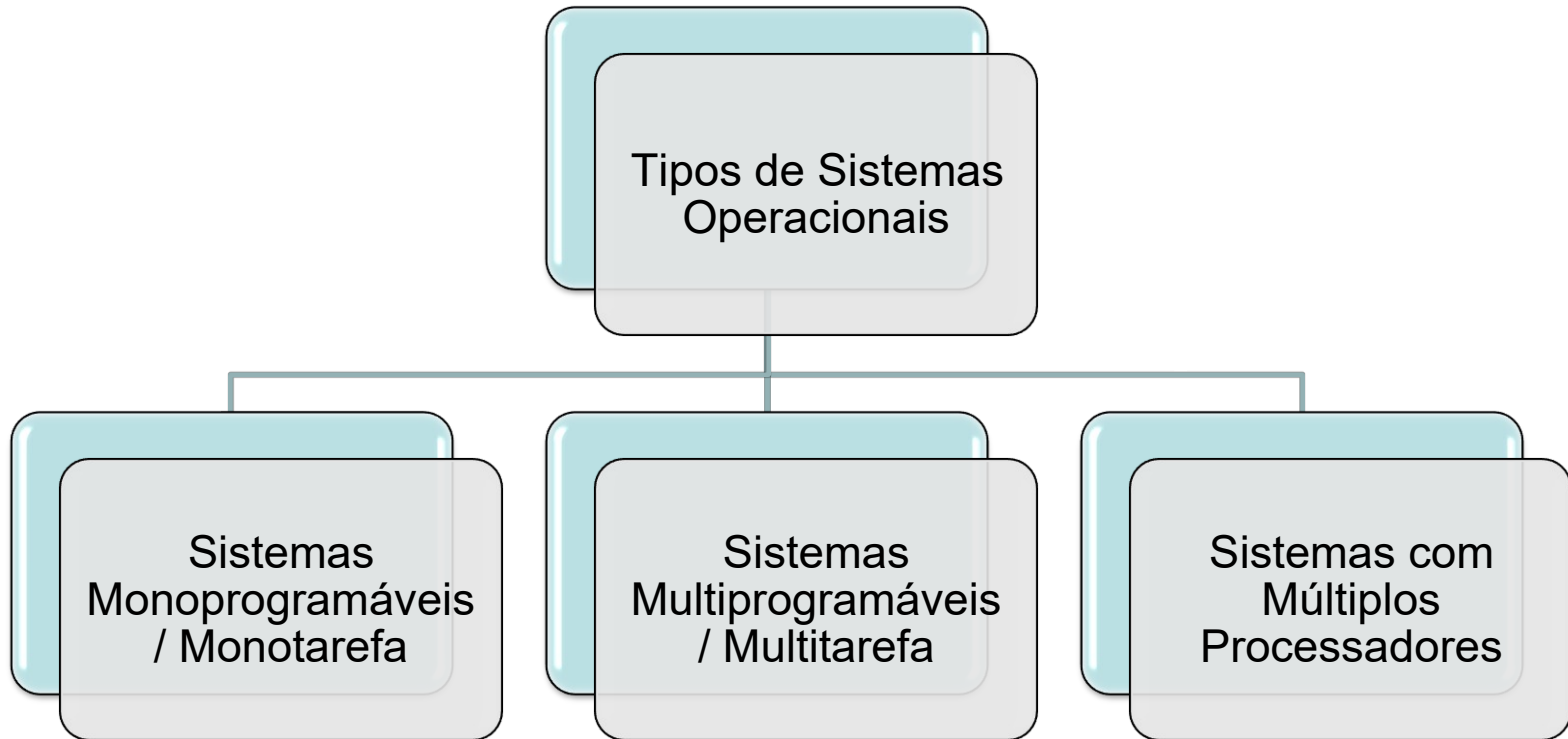 Tipos de Sistemas
Operacionais
Sistemas
Monoprogramáveis
/ Monotarefa
Sistemas
Multiprogramáveis
/ Multitarefa
Sistemas com
Múltiplos
Processadores